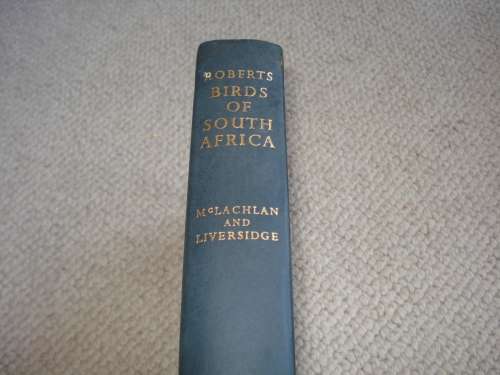 ROBERTS
BIRDS
OF
SOUTH
AFRICA
McLACHLAN
AND
LIVERSIDGE